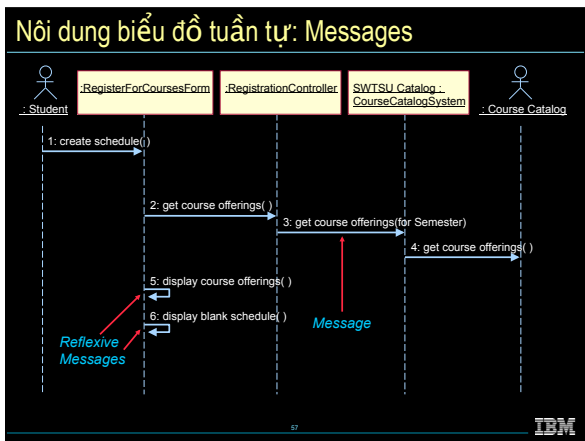 Nôi dung biểu đồ tuần tự: Messages
: Student
:RegisterForCoursesForm
:RegistrationController
SWTSU Catalog :
CourseCatalogSystem
: Course Catalog
1: create schedule( )
2: get course offerings( )
3: get course offerings(for Semester)
4: get course offerings( )
5: display course offerings( )
6: display blank schedule( )
Reflexive
Messages
Message
57
IBM